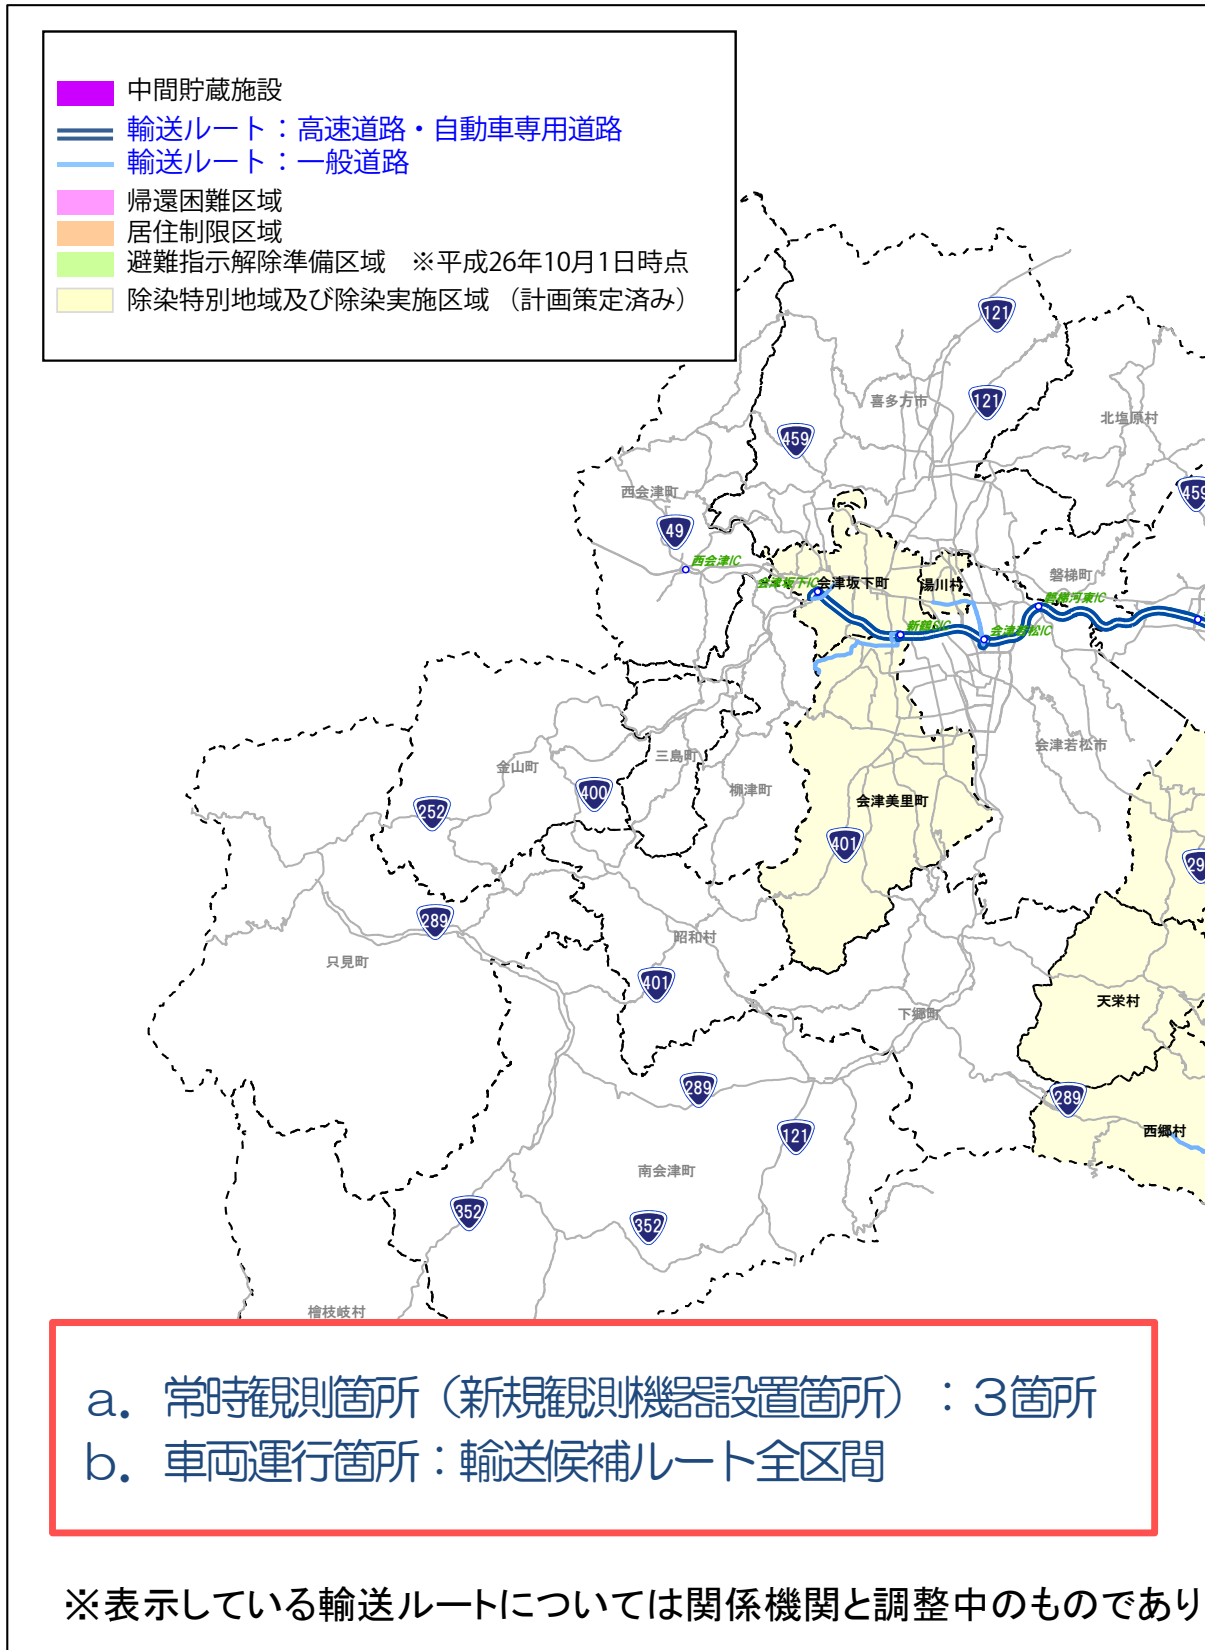 中間貯蔵施設
輸送ルート：高速道路・自動車専用道路
輸送ルート：一般道路
帰還困難区域
居住制限区域
避難指示解除準備区域　※平成26年10月1日時点
除染特別地域及び除染実施区域（計画策定済み）
121
121
喜多方市
北塩原村
459
459
西会津町
49
西会津IC
会津坂下IC
会津坂下町
湯川村
磐梯町
磐梯河東IC
新鶴SIC
会津若松IC
会津若松市
三島町
金山町
柳津町
400
252
会津美里町
401
29
289
昭和村
只見町
401
天栄村
下郷町
289
289
121
西郷村
南会津町
352
352
檜枝岐村
a. 常時観測箇所（新規観測機器設置箇所）：３箇所
b. 車両運行箇所：輸送候補ルート全区間
※表示している輸送ルートについては関係機関と調整中のものであり